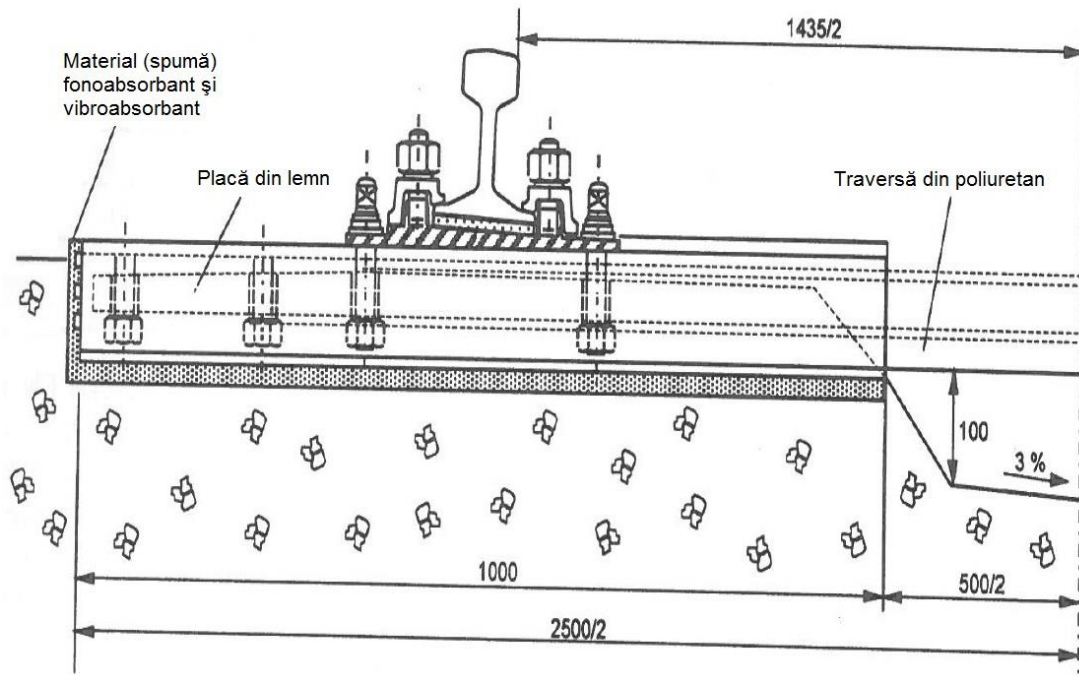 1435/2
Material (spumă)
fonoabsorbant şi
vibroabsorbant
Placă din lemn
Traversă din poliuretan
100
3 %
1000
500/2
2500/2